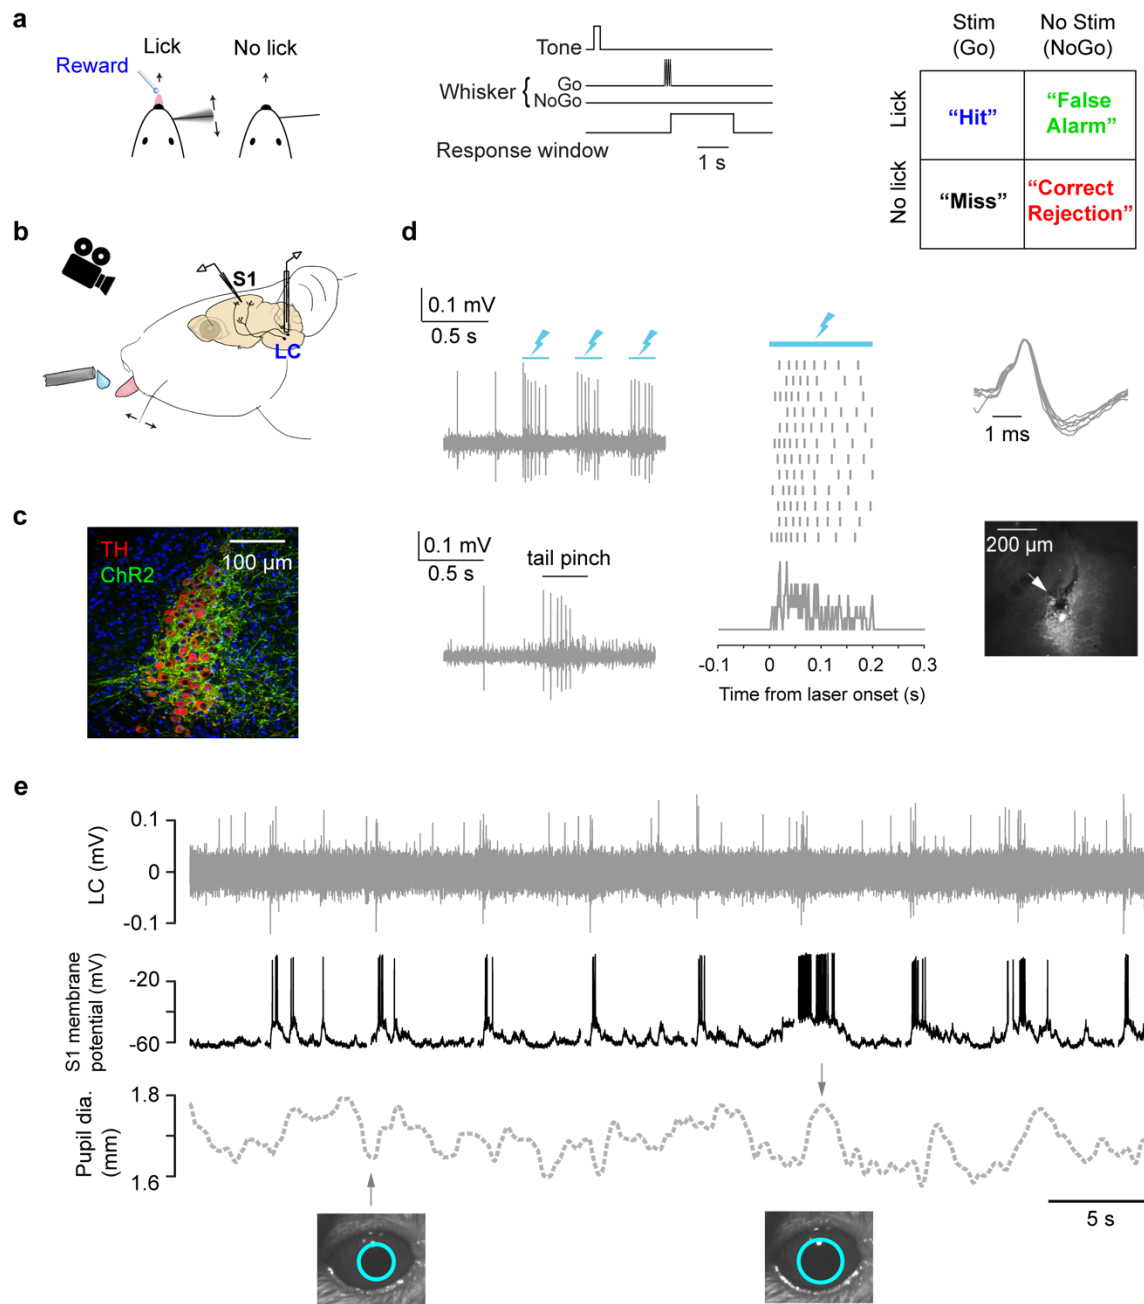 a
Lick
No lick
Reward
Tone
Whisker
Go
NoGo
Response window
1 s
Stim
(Go)
No Stim
(NoGo)
Lick
No lick
“Hit”
“False
Alarm”
“Miss”
“Correct
Rejection”
b
S1
LC
c
TH
ChR2
100 µm
d
0.1 mV
0.5 s
0.1 mV
0.5 s
tail pinch
-0.1
0
0.1
0.2
0.3
Time from laser onset (s)
1 ms
200 µm
e
LC (mV)
0.1
0
-0.1
S1 membrane
potential (mV)
-20
-60
Pupil dia.
(mm)
1.8
1.6
5 s